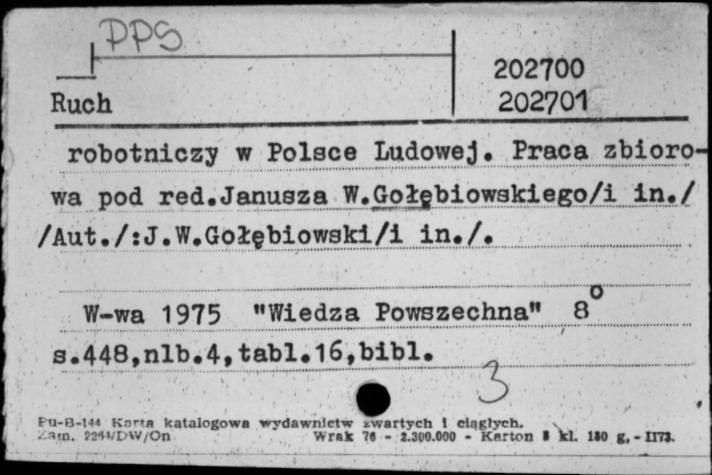 PPS
202700
Ruch 202701
robotniczy w Polsce Ludowej. Praca zbioro-
wa pod red.Janusza W.Gołębiowskiego/i in./
/Aut./:J.W.Gołębiowski/i in./.
W-wa 1975 "Wiedza Powszechna" 8°
s.448,nlb.4,tabl.16,bibl.
3
Pu-B-144 Karta katalogowa wydawnictw zwartych i ciągłych.
Zam. 2264/DW/On Wrak 76 - 2.300.000 - Karton kl. 180 g. - II73.